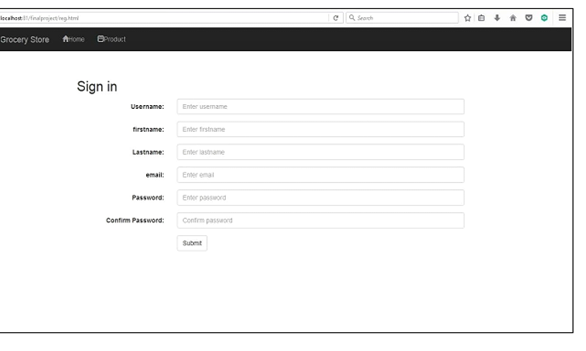 localhost:81/finalproject/reg.html Search
Grocery Store Home Product
Sign in
Username: Enter username
firstname: Enter firstname
Lastname: Enter lastname
email: Enter email
Password: Enter password
Confirm Password: Confirm password
Submit